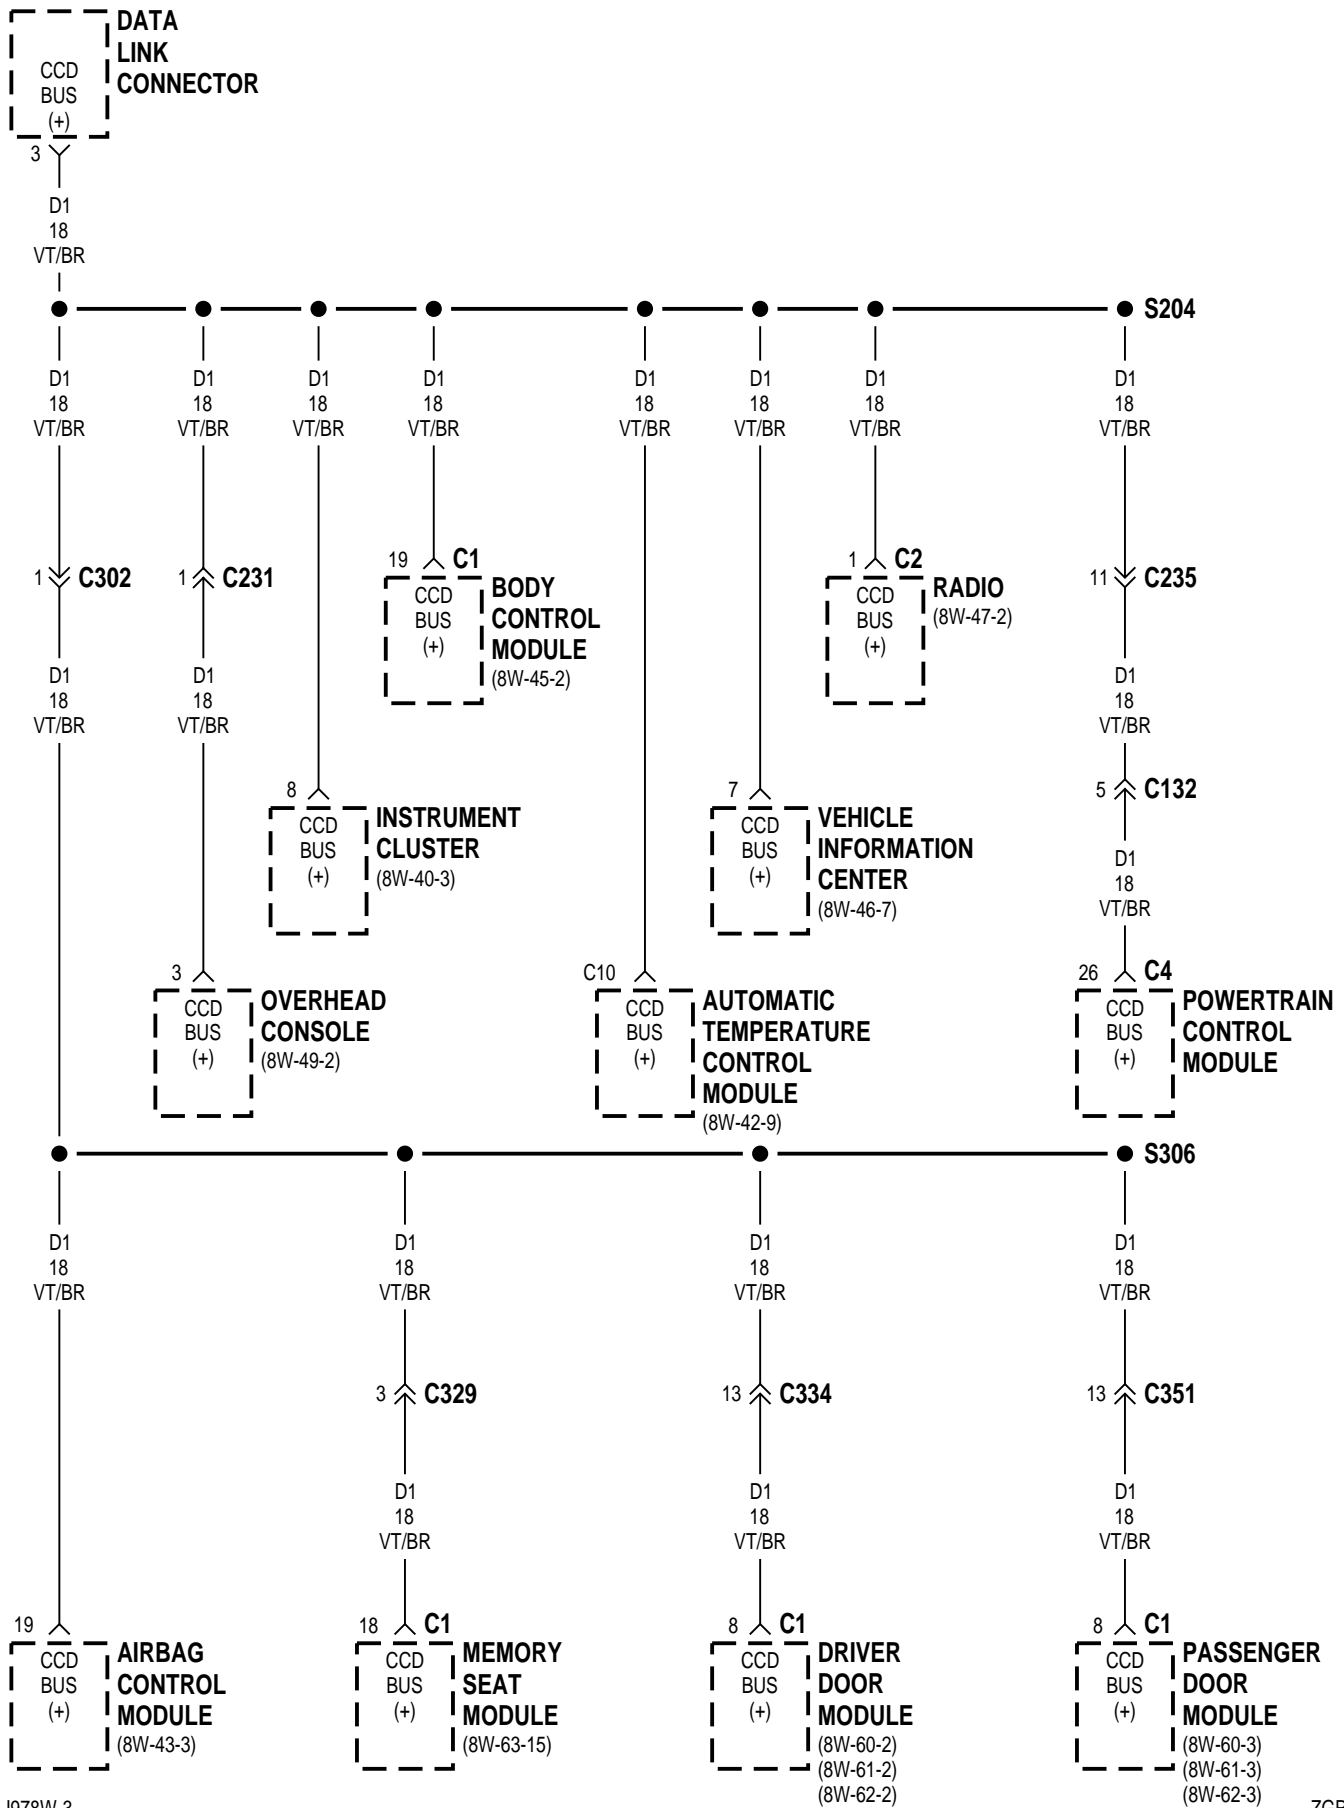 DATA
LINK
CONNECTOR
CCD
BUS
(+)
3
D1
18
VT/BR
S204
D1
18
VT/BR
D1
18
VT/BR
D1
18
VT/BR
D1
18
VT/BR
D1
18
VT/BR
D1
18
VT/BR
D1
18
VT/BR
D1
18
VT/BR
1 C302
1 C231
19 C1
CCD
BUS
(+)
BODY
CONTROL
MODULE
(8W-45-2)
1 C2
CCD
BUS
(+)
RADIO
(8W-47-2)
11 C235
D1
18
VT/BR
D1
18
VT/BR
D1
18
VT/BR
8
CCD
BUS
(+)
INSTRUMENT
CLUSTER
(8W-40-3)
7
CCD
BUS
(+)
VEHICLE
INFORMATION
CENTER
(8W-46-7)
5 C132
D1
18
VT/BR
3
CCD
BUS
(+)
OVERHEAD
CONSOLE
(8W-49-2)
C10
CCD
BUS
(+)
AUTOMATIC
TEMPERATURE
CONTROL
MODULE
(8W-42-9)
26 C4
CCD
BUS
(+)
POWERTRAIN
CONTROL
MODULE
S306
D1
18
VT/BR
D1
18
VT/BR
D1
18
VT/BR
D1
18
VT/BR
3 C329
13 C334
13 C351
D1
18
VT/BR
D1
18
VT/BR
D1
18
VT/BR
19
CCD
BUS
(+)
AIRBAG
CONTROL
MODULE
(8W-43-3)
18 C1
CCD
BUS
(+)
MEMORY
SEAT
MODULE
(8W-63-15)
8 C1
CCD
BUS
(+)
DRIVER
DOOR
MODULE
(8W-60-2)
(8W-61-2)
(8W-62-2)
8 C1
CCD
BUS
(+)
PASSENGER
DOOR
MODULE
(8W-60-3)
(8W-61-3)
(8W-62-3)